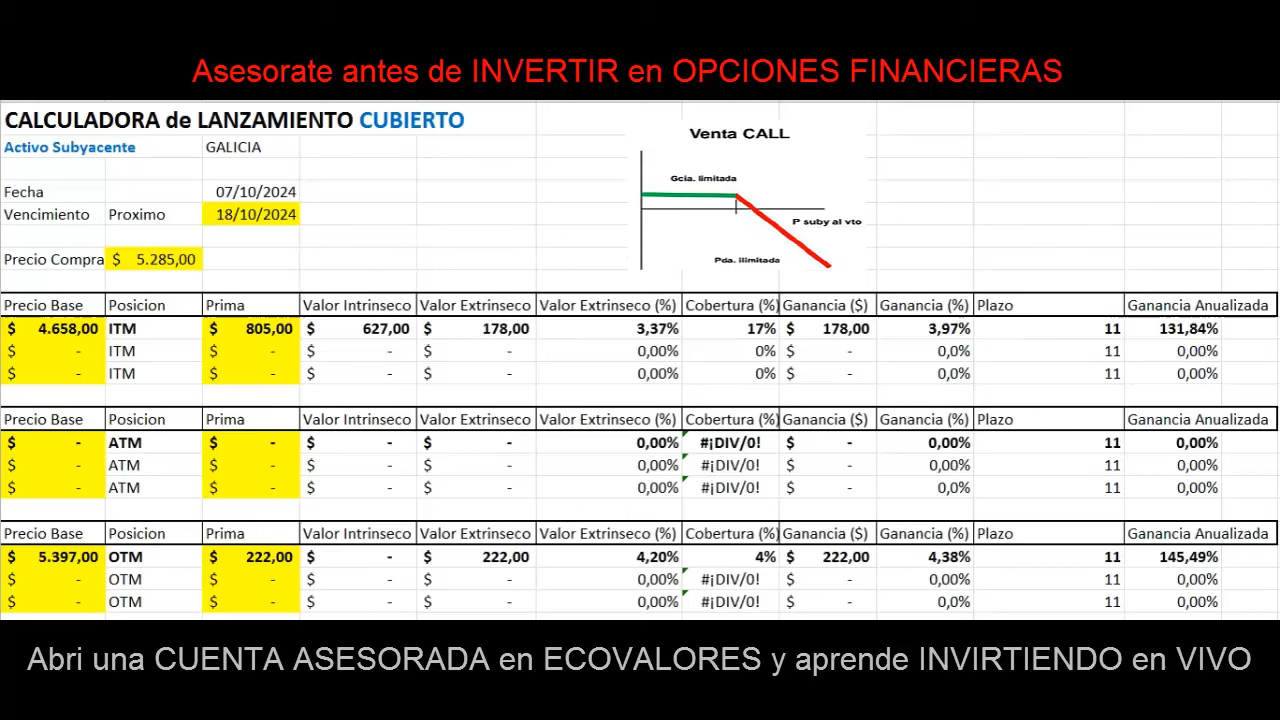 Asesorate antes de INVERTIR en OPCIONES FINANCIERAS
CALCULADORA de LANZAMIENTO CUBIERTO
Activo Subyacente GALICIA
Fecha 07/10/2024
Vencimiento Proximo 18/10/2024
Precio Compra $ 5.285,00
Venta CALL
Gcia. limitada
P suby al vto
Pda. ilimitada
Precio Base Posicion Prima Valor Intrinseco Valor Extrinseco Valor Extrinseco (%) Cobertura (%) Ganancia ($) Ganancia (%) Plazo Ganancia Anualizada
$ 4.658,00 ITM $ 805,00 $ 627,00 $ 178,00 3,37% 17% $ 178,00 3,97% 11 131,84%
$ - ITM $ - $ - $ - 0,00% 0% $ - 0,0% 11 0,00%
$ - ITM $ - $ - $ - 0,00% 0% $ - 0,0% 11 0,00%
Precio Base Posicion Prima Valor Intrinseco Valor Extrinseco Valor Extrinseco (%) Cobertura (%) Ganancia ($) Ganancia (%) Plazo Ganancia Anualizada
$ - ATM $ - $ - $ - 0,00% #¡DIV/0! $ - 0,00% 11 0,00%
$ - ATM $ - $ - $ - 0,00% #¡DIV/0! $ - 0,00% 11 0,00%
$ - ATM $ - $ - $ - 0,00% #¡DIV/0! $ - 0,0% 11 0,00%
Precio Base Posicion Prima Valor Intrinseco Valor Extrinseco Valor Extrinseco (%) Cobertura (%) Ganancia ($) Ganancia (%) Plazo Ganancia Anualizada
$ 5.397,00 OTM $ 222,00 $ - $ 222,00 4,20% 4% $ 222,00 4,38% 11 145,49%
$ - OTM $ - $ - $ - 0,00% #¡DIV/0! $ - 0,00% 11 0,00%
$ - OTM $ - $ - $ - 0,00% #¡DIV/0! $ - 0,0% 11 0,00%
Abri una CUENTA ASESORADA en ECOVALORES y aprende INVIRTIENDO en VIVO